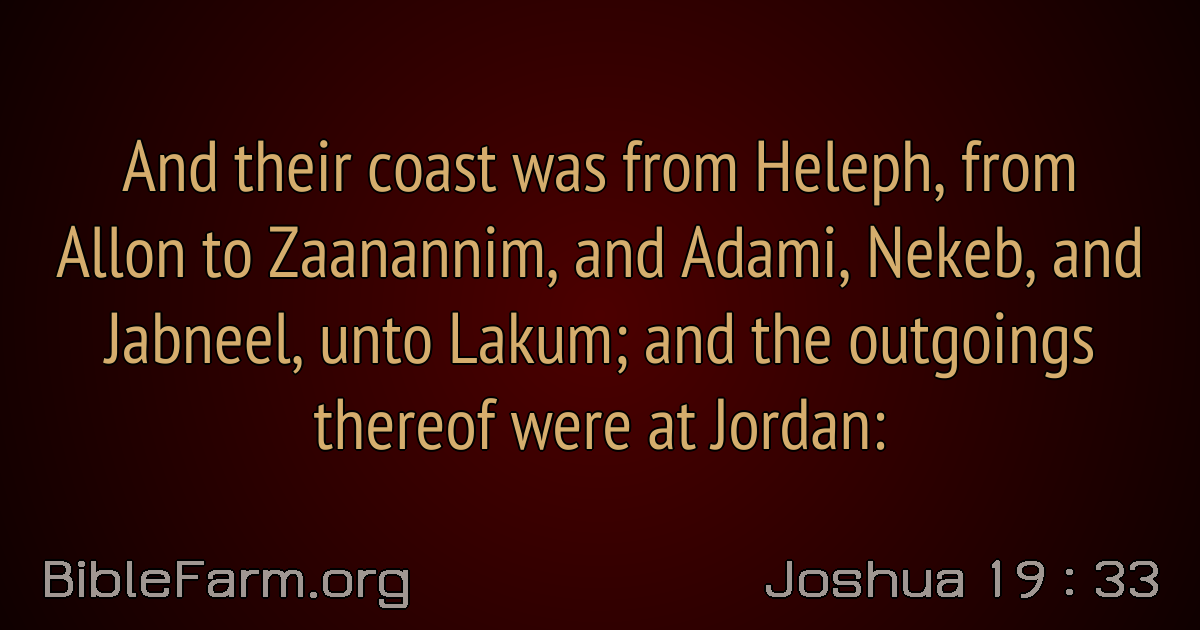 And their coast was from Heleph, from
Allon to Zaanannim, and Adami, Nekeb, and
Jabneel, unto Lakum; and the outgoings
thereof were at Jordan:
BibleFarm.org
Joshua 19 : 33